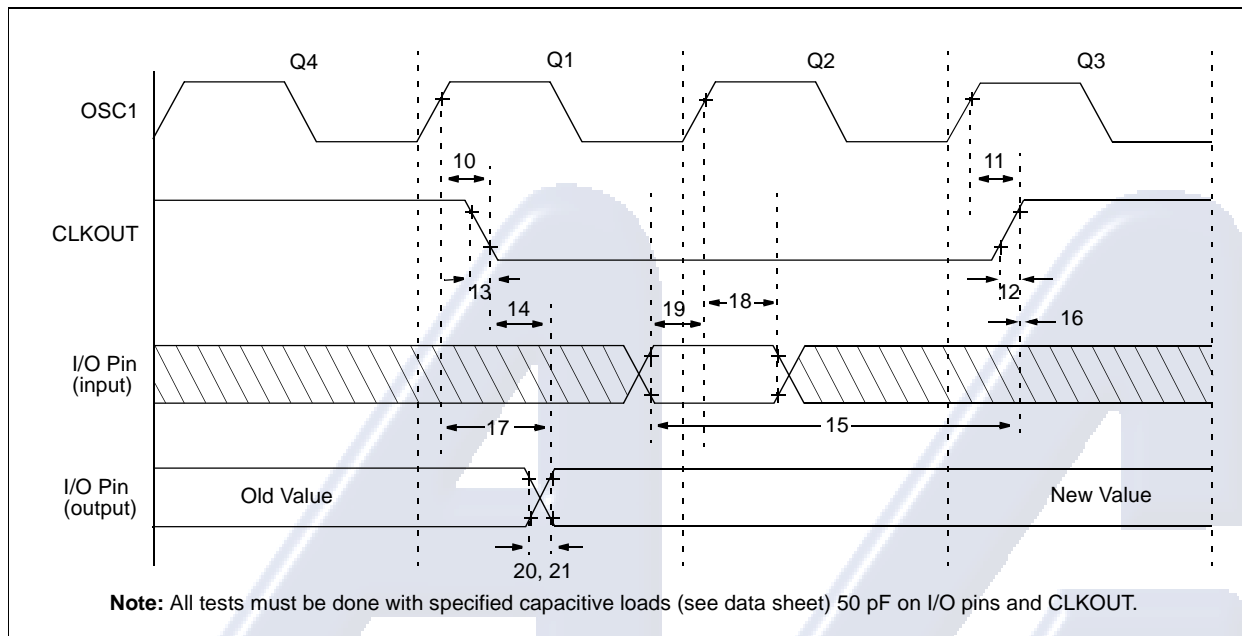 Q4 Q1 Q2 Q3
OSC1
10 11
CLKOUT
13 12
14 19 18 16
I/O Pin
(input)
17 15
I/O Pin
(output)
Old Value New Value
20, 21
Note: All tests must be done with specified capacitive loads (see data sheet) 50 pF on I/O pins and CLKOUT.